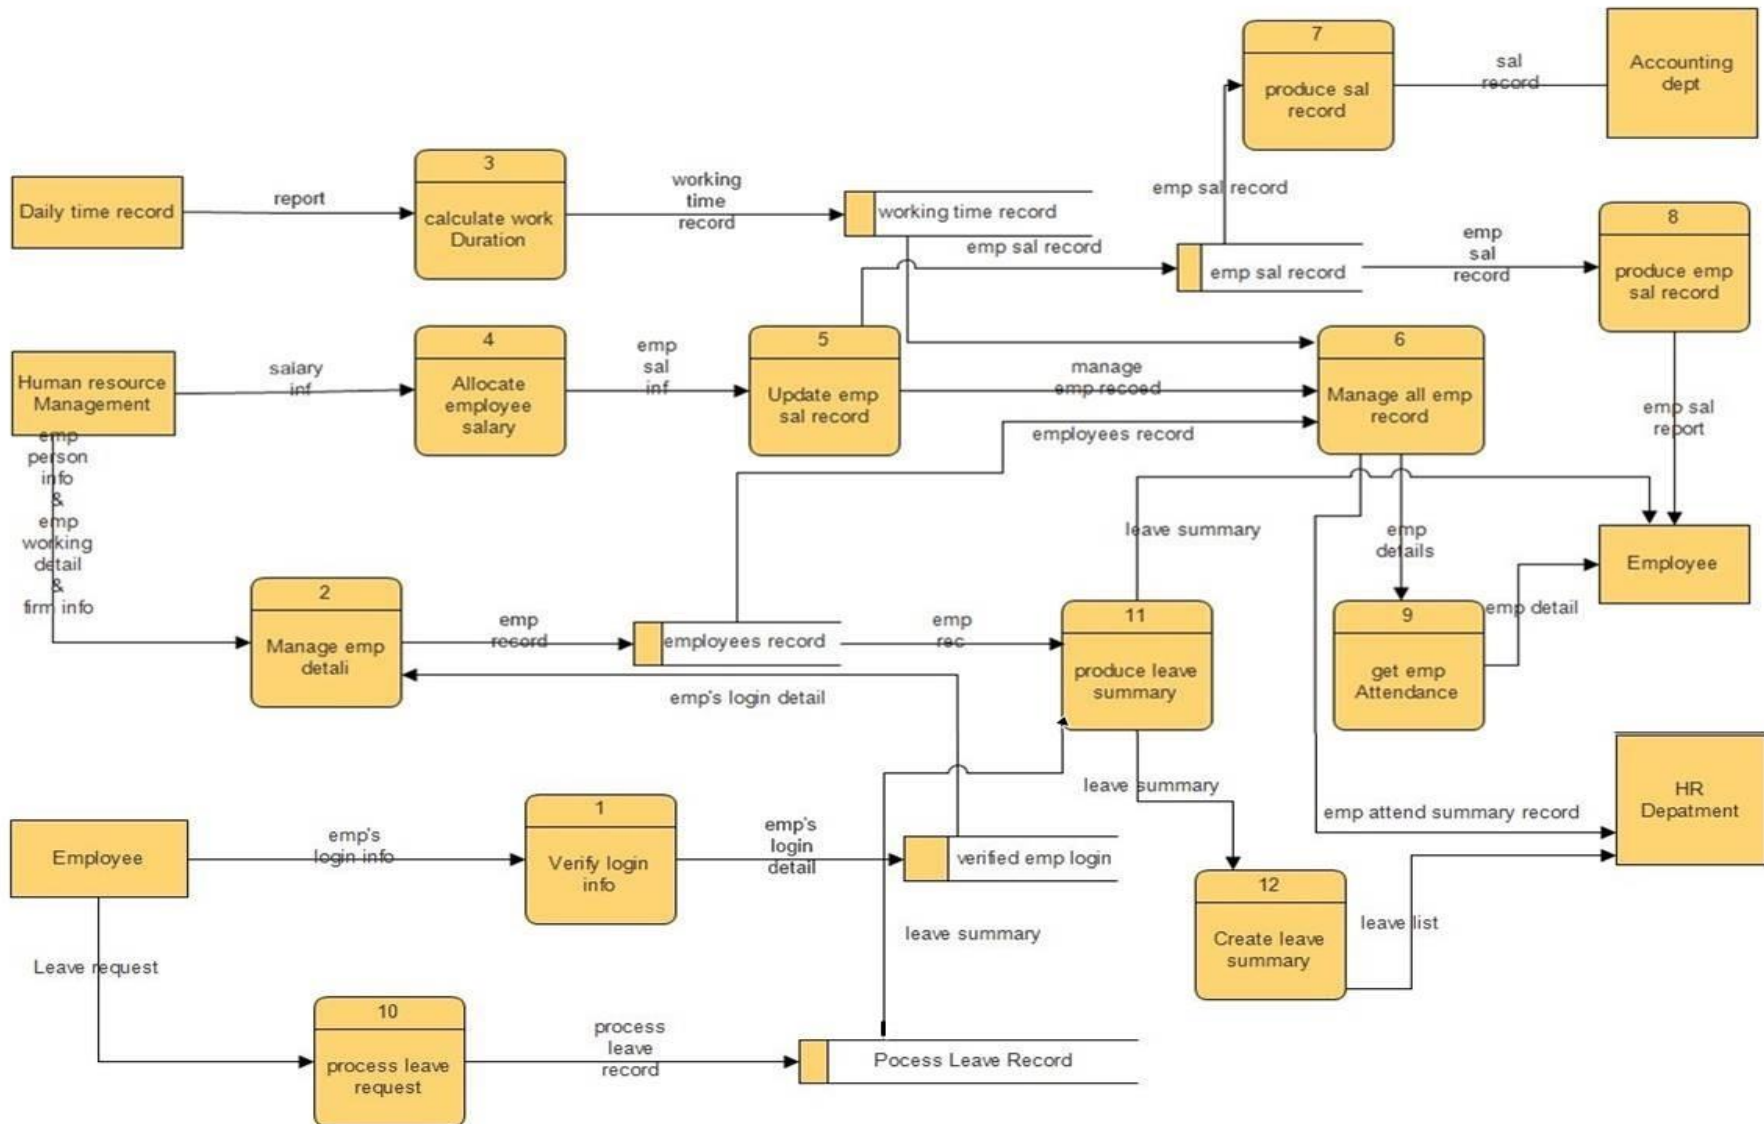 7
produce sal
record
sal
record
Accounting
dept
3
calculate work
Duration
Daily time record
report
working
time
record
working time record
emp sal record
emp sal record
emp sal record
emp
sal
record
8
produce emp
sal record
Human resource
Management
salary
inf
4
Allocate
employee
salary
emp
sal
inf
5
Update emp
sal record
manage
emp recoed
6
Manage all emp
record
employees record
emp sal
report
emp
person
info
&
emp
working
detail
&
firm info
leave summary
emp
details
Employee
2
Manage emp
detali
emp
record
employees record
emp
rec
11
produce leave
summary
9
get emp
Attendance
emp detail
emp's login detail
leave summary
HR
Depatment
emp attend summary record
Employee
emp's
login info
1
Verify login
info
emp's
login
detail
verified emp login
12
Create leave
summary
leave list
leave summary
Leave request
10
process leave
request
process
leave
record
Pocess Leave Record